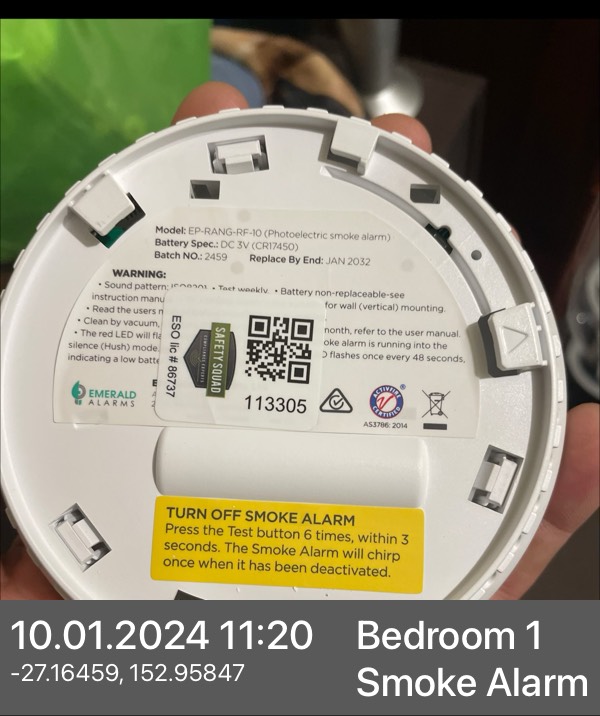 Model: EP-RANG-RF-10 (Photoelectric smoke alarm)
Battery Spec.: DC 3V (CR17450)
Batch NO.: 2459 Replace By End: JAN 2032
WARNING:
• Sound pattern: • Test weekly. • Battery non-replaceable-see
instruction for wall (vertical) mounting.
• Read the users
• Clean by vacuum, month, refer to the user manual.
• The red LED will alarm is running into the
silence (Hush) mode. flashes once every 48 seconds,
indicating a low
ESO lic # 86737
SAFETY SQUAD
113305
EMERALD
ALARMS
ACTIVFIRE
CERTIFIED
AS3786: 2014
TURN OFF SMOKE ALARM
Press the Test button 6 times, within 3
seconds. The Smoke Alarm will chirp
once when it has been deactivated.
10.01.2024 11:20
-27.16459, 152.95847
Bedroom 1
Smoke Alarm